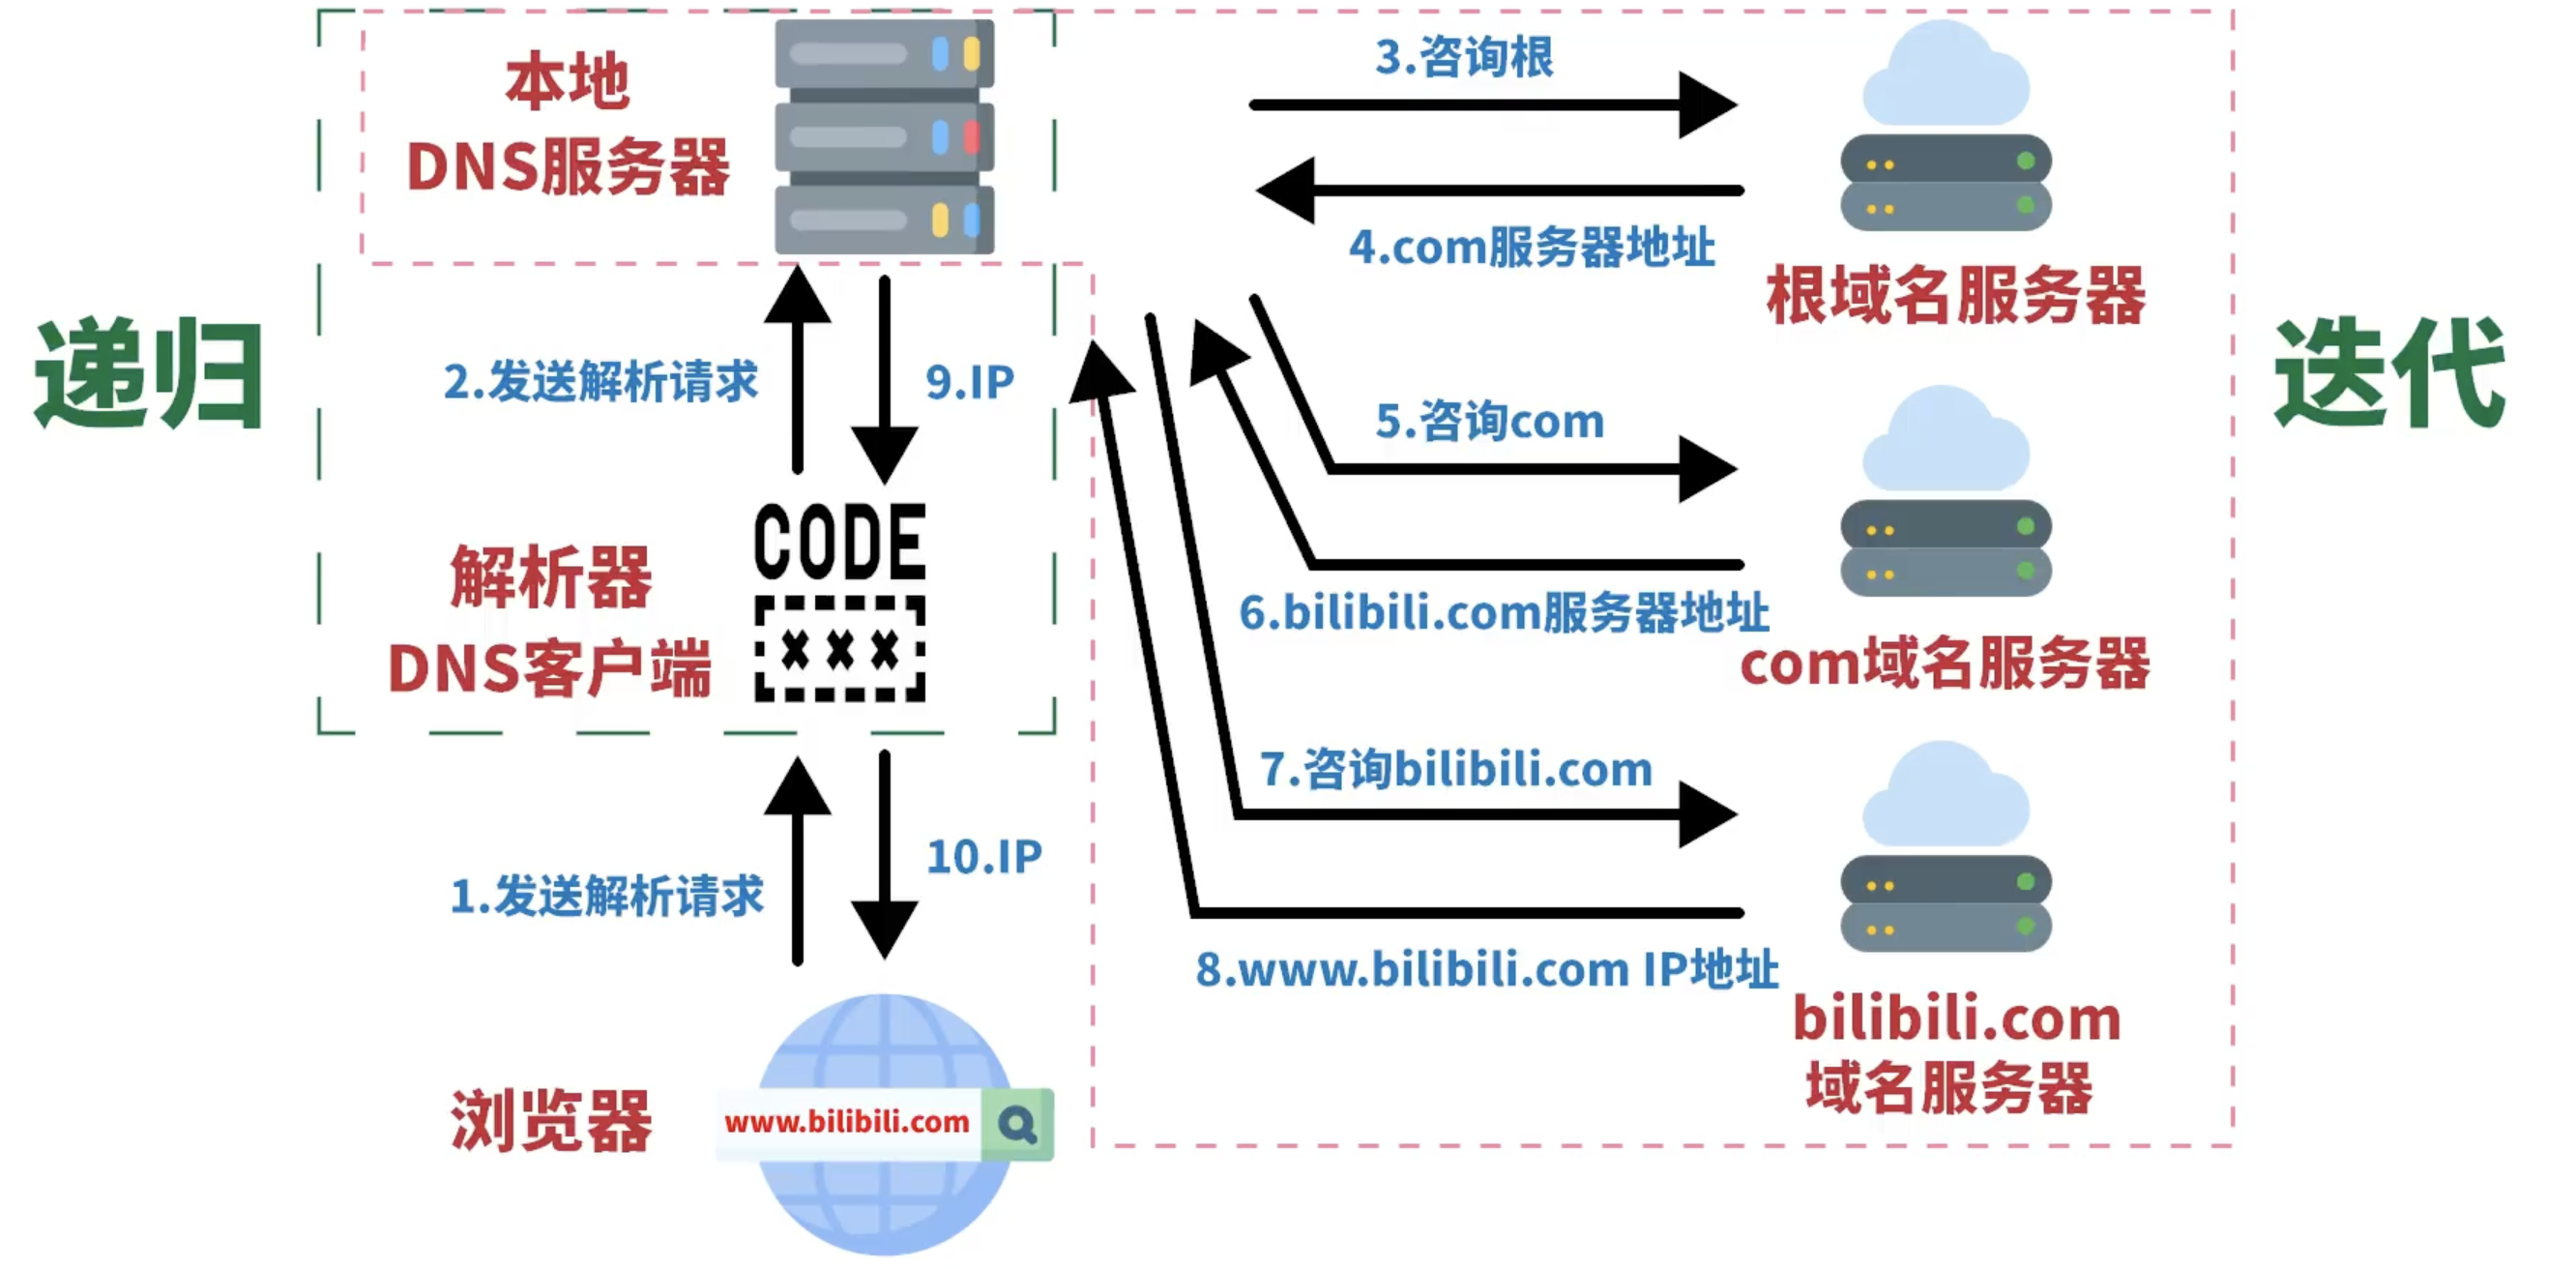 本地
DNS服务器
3.咨询根
4.com服务器地址
根域名服务器
递归
迭代
2.发送解析请求
9.IP
5.咨询com
CODE
解析器
DNS客户端
6.bilibili.com服务器地址
com域名服务器
7.咨询bilibili.com
1.发送解析请求
10.IP
8.www.bilibili.com IP地址
bilibili.com
域名服务器
浏览器
www.bilibili.com